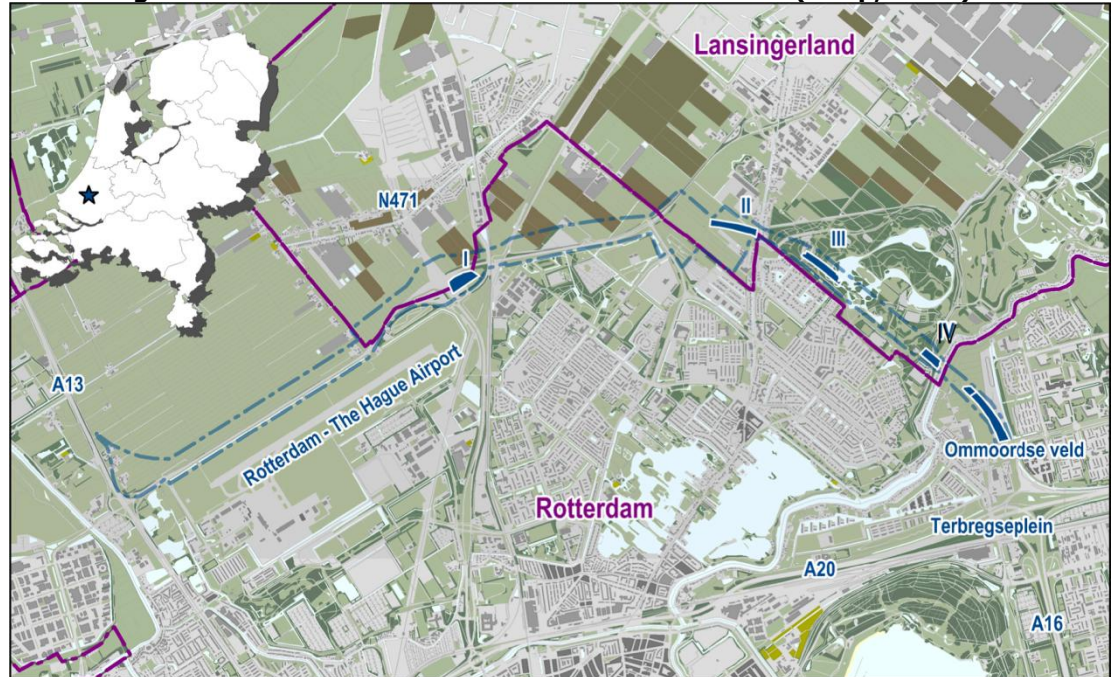 Lansingerland
N471
I
II
III
IV
A13
Rotterdam - The Hague Airport
Ommoordse veld
Rotterdam
Terbregseplein
A20
A16